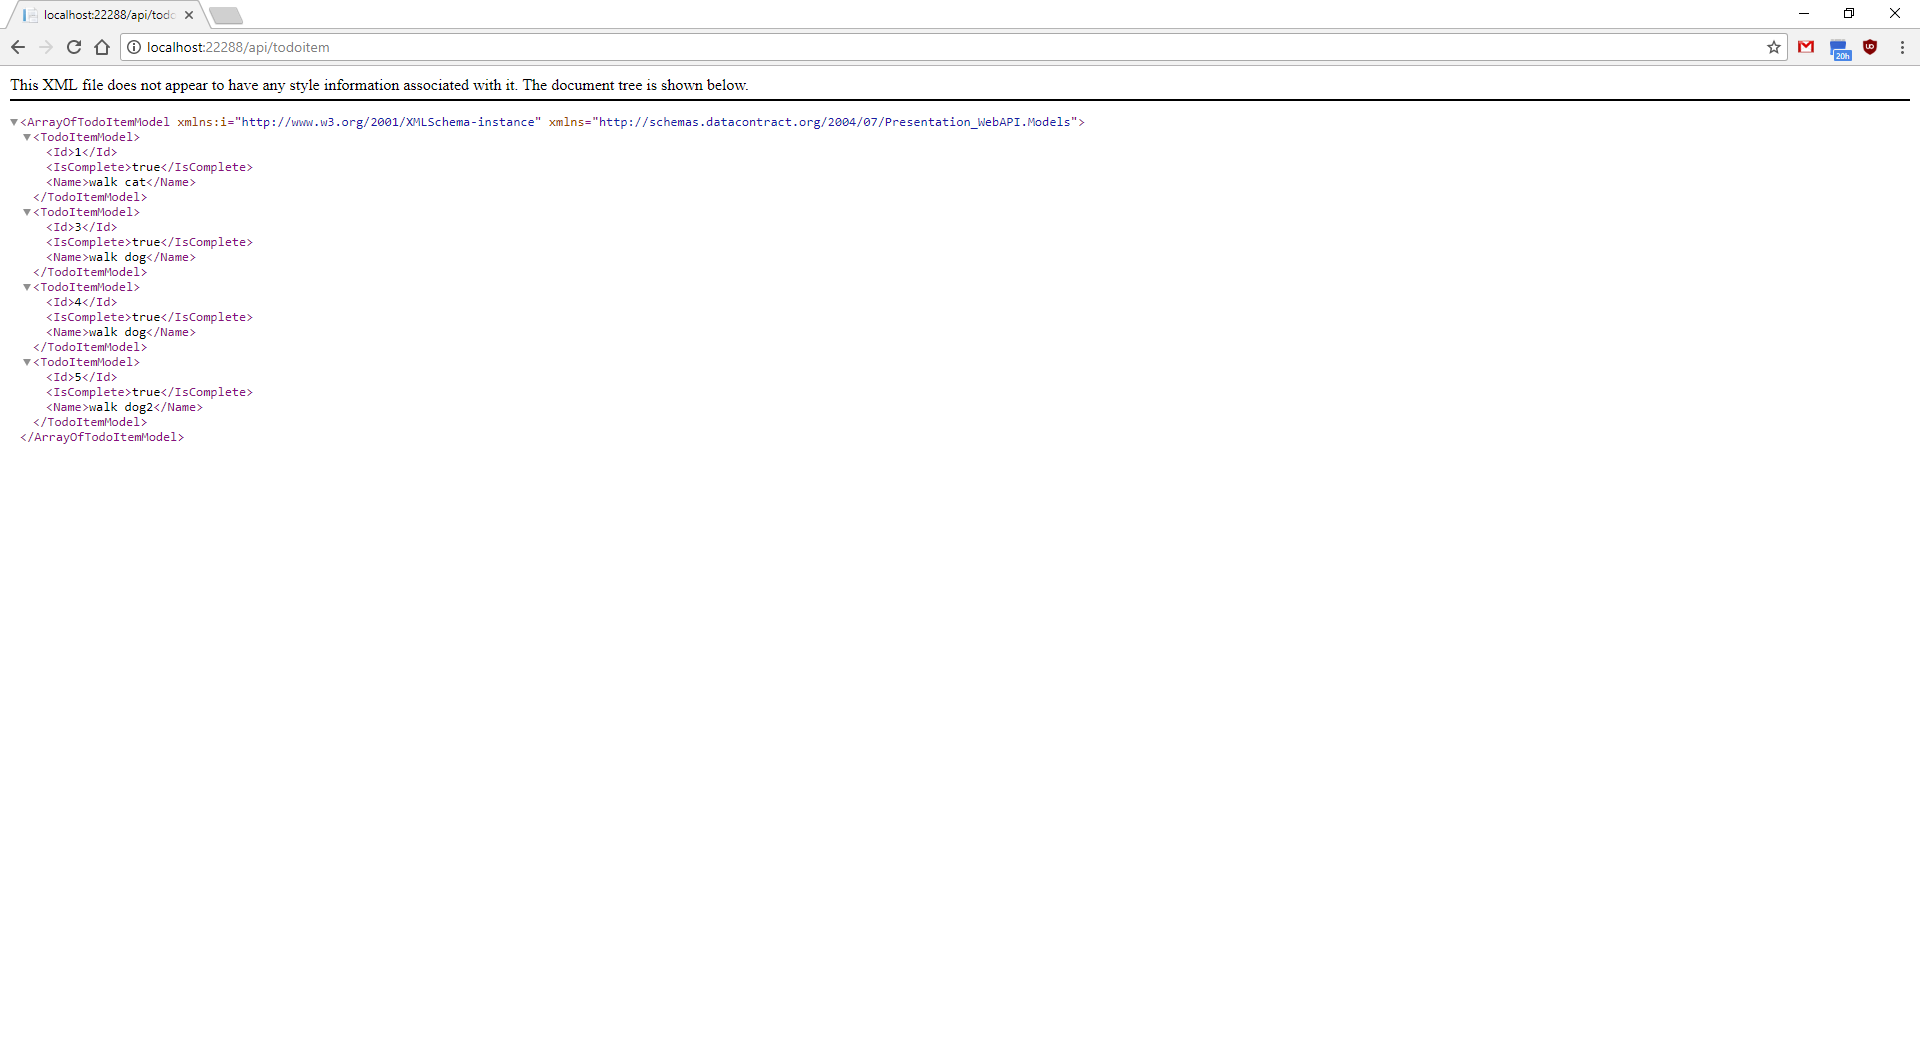 localhost:22288/api/todo
localhost:22288/api/todoitem
20h
This XML file does not appear to have any style information associated with it. The document tree is shown below.
▼<ArrayOfTodoItemModel xmlns:i="http://www.w3.org/2001/XMLSchema-instance" xmlns="http://schemas.datacontract.org/2004/07/Presentation_WebAPI.Models">
▼<TodoItemModel>
<Id>1</Id>
<IsComplete>true</IsComplete>
<Name>walk cat</Name>
</TodoItemModel>
▼<TodoItemModel>
<Id>3</Id>
<IsComplete>true</IsComplete>
<Name>walk dog</Name>
</TodoItemModel>
▼<TodoItemModel>
<Id>4</Id>
<IsComplete>true</IsComplete>
<Name>walk dog</Name>
</TodoItemModel>
▼<TodoItemModel>
<Id>5</Id>
<IsComplete>true</IsComplete>
<Name>walk dog2</Name>
</TodoItemModel>
</ArrayOfTodoItemModel>